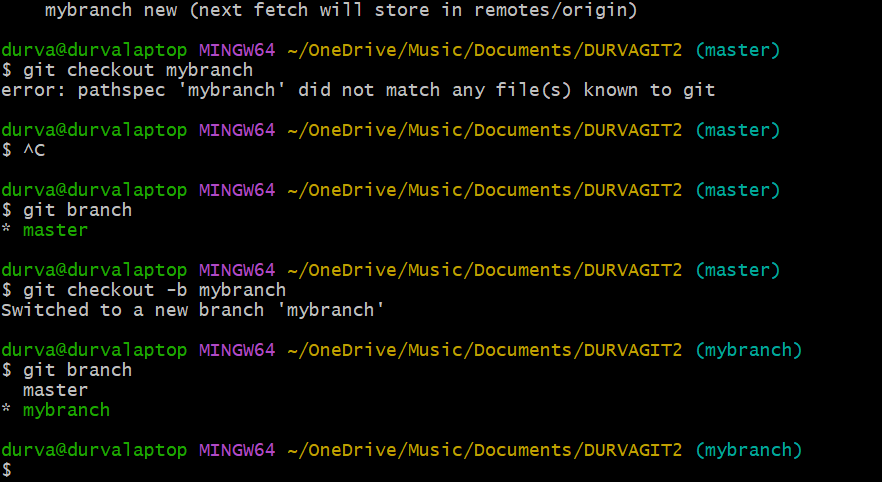 mybranch new (next fetch will store in remotes/origin)
durva@durvalaptop MINGW64 ~/OneDrive/Music/Documents/DURVAGIT2 (master)
$ git checkout mybranch
error: pathspec 'mybranch' did not match any file(s) known to git
durva@durvalaptop MINGW64 ~/OneDrive/Music/Documents/DURVAGIT2 (master)
$ ^C
durva@durvalaptop MINGW64 ~/OneDrive/Music/Documents/DURVAGIT2 (master)
$ git branch
* master
durva@durvalaptop MINGW64 ~/OneDrive/Music/Documents/DURVAGIT2 (master)
$ git checkout -b mybranch
Switched to a new branch 'mybranch'
durva@durvalaptop MINGW64 ~/OneDrive/Music/Documents/DURVAGIT2 (mybranch)
$ git branch
  master
* mybranch
durva@durvalaptop MINGW64 ~/OneDrive/Music/Documents/DURVAGIT2 (mybranch)
$